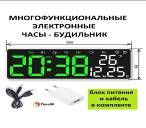 МНОГОФУНКЦИОНАЛЬНЫЕ
ЭЛЕКТРОННЫЕ
ЧАСЫ - БУДИЛЬНИК
20:38
26
12.25
блок питания
и кабель
в комплекте